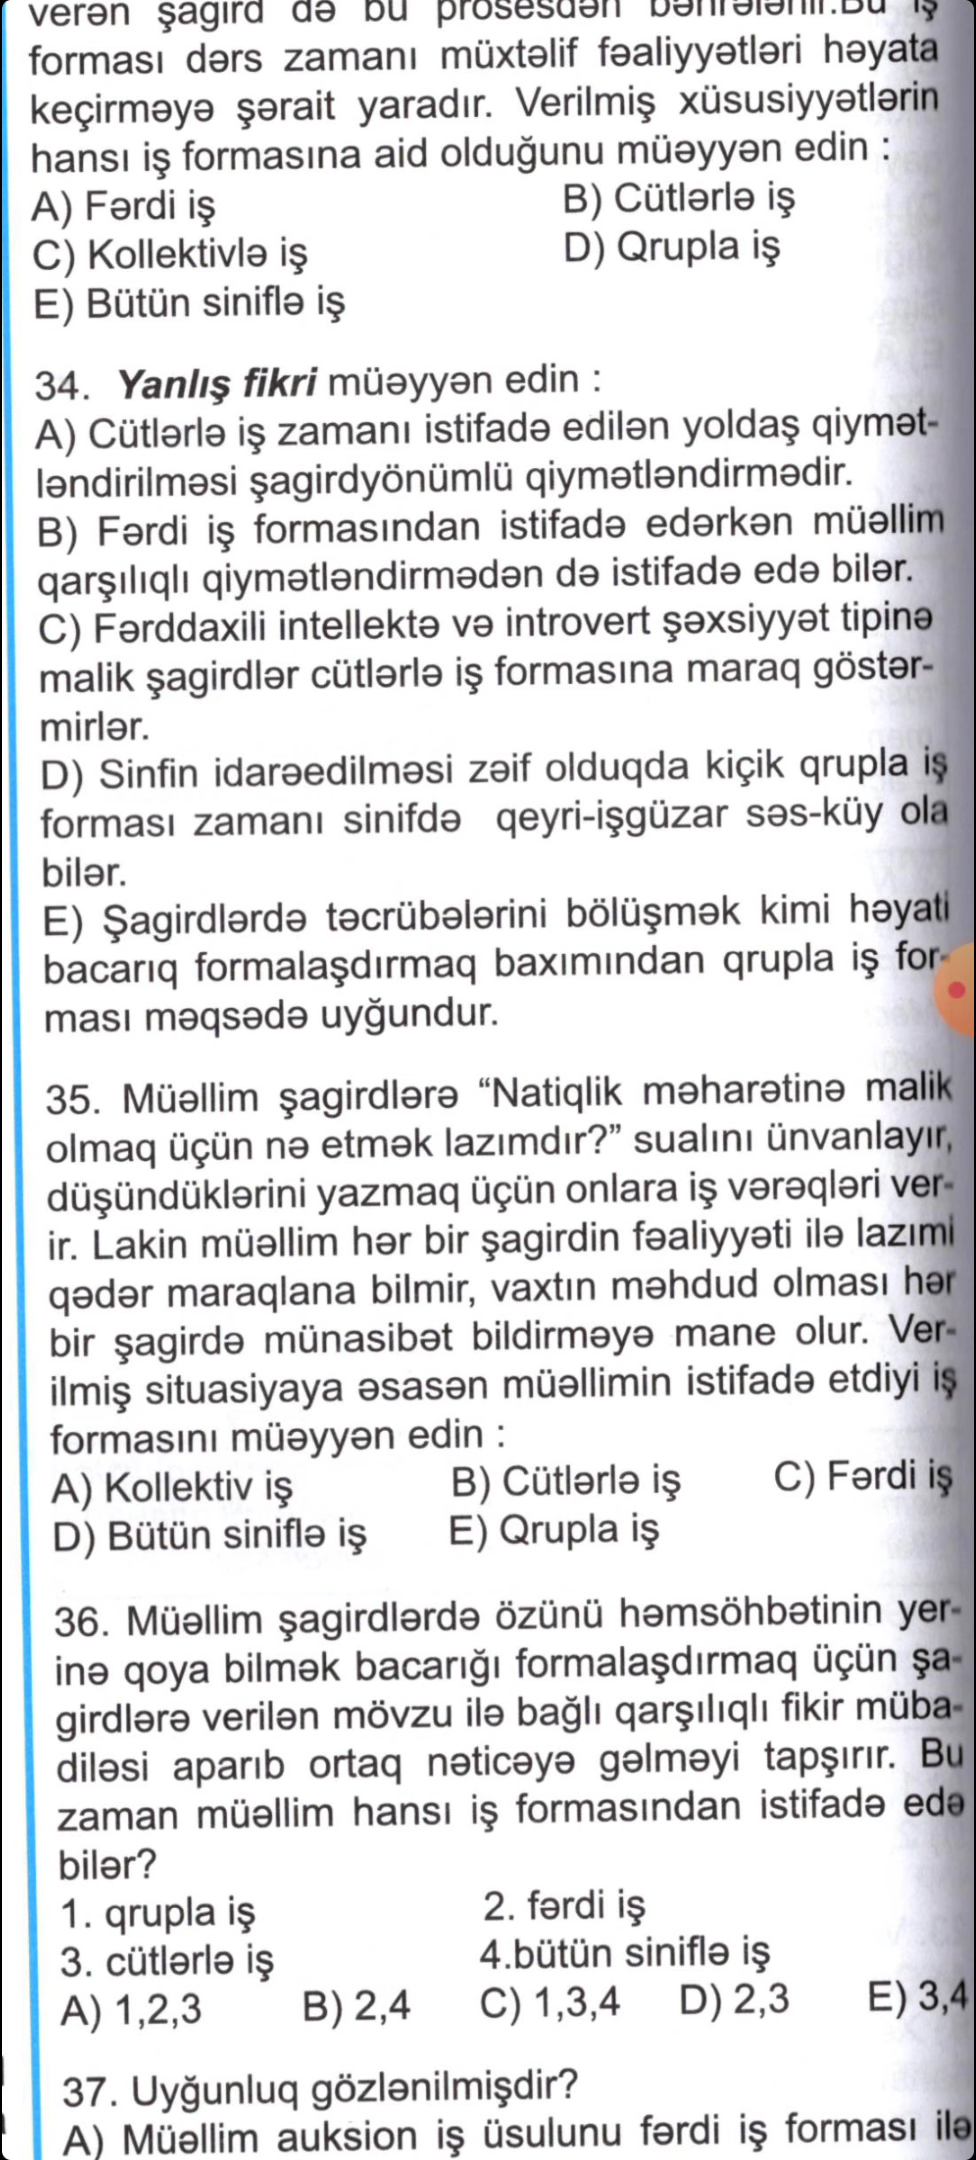 verən şagird də bu prosesdən bəhrələnir.Bu iş
forması dərs zamanı müxtəlif fəaliyyətləri həyata
keçirməyə şərait yaradır. Verilmiş xüsusiyyətlərin
hansı iş formasına aid olduğunu müəyyən edin :
A) Fərdi iş B) Cütlərlə iş
C) Kollektivlə iş D) Qrupla iş
E) Bütün siniflə iş
34. Yanlış fikri müəyyən edin :
A) Cütlərlə iş zamanı istifadə edilən yoldaş qiymət-
ləndirilməsi şagirdyönümlü qiymətləndirmədir.
B) Fərdi iş formasından istifadə edərkən müəllim
qarşılıqlı qiymətləndirmədən də istifadə edə bilər.
C) Fərddaxili intellektə və introvert şəxsiyyət tipinə
malik şagirdlər cütlərlə iş formasına maraq göstər-
mirlər.
D) Sinfin idarəedilməsi zəif olduqda kiçik qrupla iş
forması zamanı sinifdə qeyri-işgüzar səs-küy ola
bilər.
E) Şagirdlərdə təcrübələrini bölüşmək kimi həyati
bacarıq formalaşdırmaq baxımından qrupla iş for-
ması məqsədə uyğundur.
35. Müəllim şagirdlərə “Natiqlik məharətinə malik
olmaq üçün nə etmək lazımdır?” sualını ünvanlayır,
düşündüklərini yazmaq üçün onlara iş vərəqləri ver-
ir. Lakin müəllim hər bir şagirdin fəaliyyəti ilə lazımi
qədər maraqlana bilmir, vaxtın məhdud olması hər
bir şagirdə münasibət bildirməyə mane olur. Ver-
ilmiş situasiyaya əsasən müəllimin istifadə etdiyi iş
formasını müəyyən edin :
A) Kollektiv iş B) Cütlərlə iş C) Fərdi iş
D) Bütün siniflə iş E) Qrupla iş
36. Müəllim şagirdlərdə özünü həmsöhbətinin yer-
inə qoya bilmək bacarığı formalaşdırmaq üçün şa-
girdlərə verilən mövzu ilə bağlı qarşılıqlı fikir müba-
diləsi aparıb ortaq nəticəyə gəlməyi tapşırır. Bu
zaman müəllim hansı iş formasından istifadə edə
bilər?
1. qrupla iş 2. fərdi iş
3. cütlərlə iş 4.bütün siniflə iş
A) 1,2,3 B) 2,4 C) 1,3,4 D) 2,3 E) 3,4
37. Uyğunluq gözlənilmişdir?
A) Müəllim auksion iş üsulunu fərdi iş forması ilə